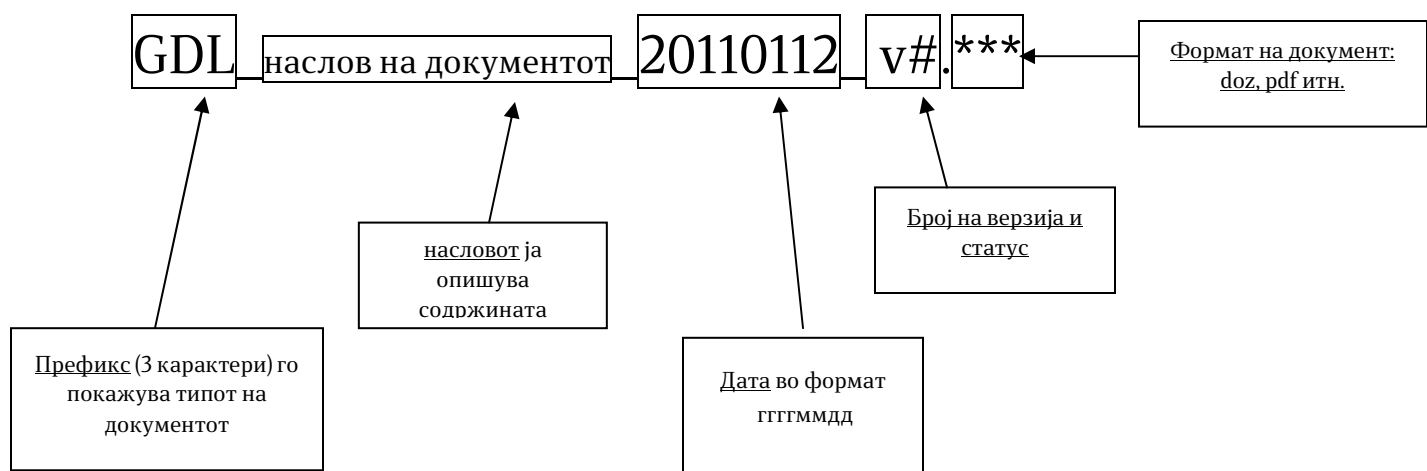 GDL_наслов на документот_20110112_ v#.***
Формат на документ:
doz, pdf итн.
Број на верзија и
статус
насловот ја
опишува
содржината
Префикс (3 карактери) го
покажува типот на
документот
Дата во формат
ггггммдд